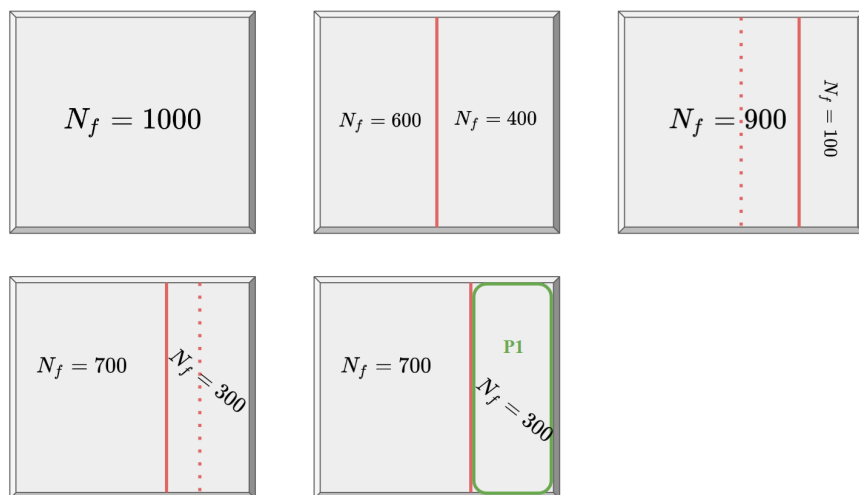 N_f = 1000
N_f = 600
N_f = 400
N_f = 900
N_f = 100
N_f = 700
N_f = 300
N_f = 700
P1
N_f = 300